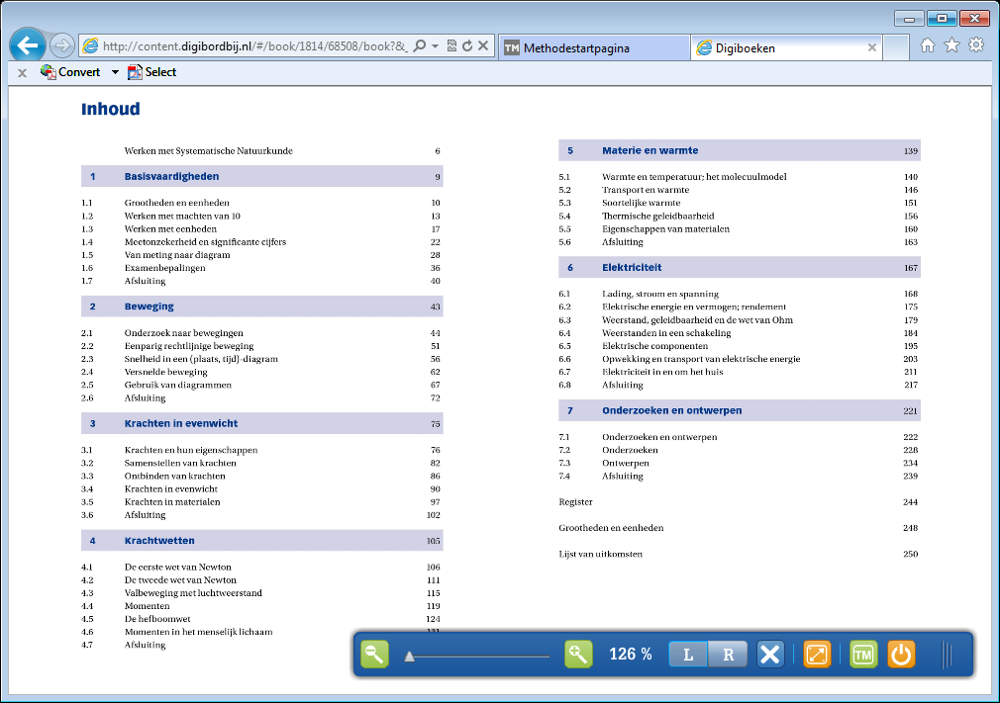 http://content.digibordbij.nl/#/book/1814/68508/book?&
TM Methodestartpagina
Digiboeken
Convert
Select
Inhoud
Werken met Systematische Natuurkunde 6
1 Basisvaardigheden 9
1.1 Grootheden en eenheden 10
1.2 Werken met machten van 10 13
1.3 Werken met eenheden 17
1.4 Meetonzekerheid en significante cijfers 22
1.5 Van meting naar diagram 28
1.6 Examenbepalingen 36
1.7 Afsluiting 40
2 Beweging 43
2.1 Onderzoek naar bewegingen 44
2.2 Eenparig rechtlijnige beweging 51
2.3 Snelheid in een (plaats, tijd)-diagram 56
2.4 Versnelde beweging 62
2.5 Gebruik van diagrammen 67
2.6 Afsluiting 72
3 Krachten in evenwicht 75
3.1 Krachten en hun eigenschappen 76
3.2 Samenstellen van krachten 82
3.3 Ontbinden van krachten 86
3.4 Krachten in evenwicht 90
3.5 Krachten in materialen 97
3.6 Afsluiting 102
4 Krachtwetten 105
4.1 De eerste wet van Newton 106
4.2 De tweede wet van Newton 111
4.3 Valbeweging met luchtweerstand 115
4.4 Momenten 119
4.5 De hefboomwet 124
4.6 Momenten in het menselijk lichaam 131
4.7 Afsluiting
5 Materie en warmte 139
5.1 Warmte en temperatuur; het molecuulmodel 140
5.2 Transport en warmte 146
5.3 Soortelijke warmte 151
5.4 Thermische geleidbaarheid 156
5.5 Eigenschappen van materialen 160
5.6 Afsluiting 163
6 Elektriciteit 167
6.1 Lading, stroom en spanning 168
6.2 Elektrische energie en vermogen; rendement 175
6.3 Weerstand, geleidbaarheid en de wet van Ohm 179
6.4 Weerstanden in een schakeling 184
6.5 Elektrische componenten 195
6.6 Opwekking en transport van elektrische energie 203
6.7 Elektriciteit in en om het huis 211
6.8 Afsluiting 217
7 Onderzoeken en ontwerpen 221
7.1 Onderzoeken en ontwerpen 222
7.2 Onderzoeken 228
7.3 Ontwerpen 234
7.4 Afsluiting 239
Register 244
Grootheden en eenheden 248
Lijst van uitkomsten 250
126 % L R TM